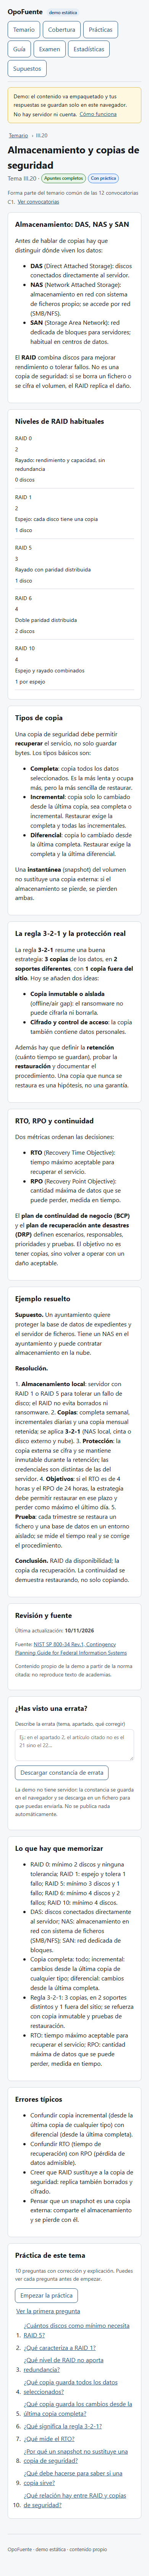 OpoFuente demo estática
Temario Cobertura Prácticas
Guía Examen Estadísticas
Supuestos
Demo: el contenido va empaquetado y tus
respuestas se guardan solo en este navegador.
No hay servidor ni cuenta. Cómo funciona
Temario › III.20
Almacenamiento y copias de
seguridad
Tema III.20 · Apuntes completos Con práctica
Forma parte del temario común de las 12 convocatorias
C1. Ver convocatorias
Almacenamiento: DAS, NAS y SAN
Antes de hablar de copias hay que
distinguir dónde viven los datos:
• DAS (Direct Attached Storage): discos
conectados directamente al servidor.
• NAS (Network Attached Storage):
almacenamiento en red con sistema
de ficheros propio; se accede por red
(SMB/NFS).
• SAN (Storage Area Network): red
dedicada de bloques para servidores;
habitual en centros de datos.
El RAID combina discos para mejorar
rendimiento o tolerar fallos. No es una
copia de seguridad: si se borra un fichero o
se cifra el volumen, el RAID replica el daño.
Niveles de RAID habituales
RAID 0
2
Rayado: rendimiento y capacidad, sin
redundancia
0 discos
RAID 1
2
Espejo: cada disco tiene una copia
1 disco
RAID 5
3
Rayado con paridad distribuida
1 disco
RAID 6
4
Doble paridad distribuida
2 discos
RAID 10
4
Espejo y rayado combinados
1 por espejo
Tipos de copia
Una copia de seguridad debe permitir
recuperar el servicio, no solo guardar
bytes. Los tipos básicos son:
• Completa: copia todos los datos
seleccionados. Es la más lenta y ocupa
más, pero la más sencilla de restaurar.
• Incremental: copia solo lo cambiado
desde la última copia, sea completa o
incremental. Restaurar exige la
completa y todas las incrementales.
• Diferencial: copia lo cambiado desde
la última completa. Restaurar exige la
completa y la última diferencial.
Una instantánea (snapshot) del volumen
no sustituye una copia externa: si el
almacenamiento se pierde, se pierden
ambas.
La regla 3-2-1 y la protección real
La regla 3-2-1 resume una buena
estrategia: 3 copias de los datos, en 2
soportes diferentes, con 1 copia fuera del
sitio. Hoy se añaden dos ideas:
• Copia inmutable o aislada
(offline/air gap): el ransomware no
puede cifrarla ni borrarla.
• Cifrado y control de acceso: la copia
también contiene datos personales.
Además hay que definir la retención
(cuánto tiempo se guardan), probar la
restauración y documentar el
procedimiento. Una copia que nunca se
restaura es una hipótesis, no una garantía.
RTO, RPO y continuidad
Dos métricas ordenan las decisiones:
• RTO (Recovery Time Objective):
tiempo máximo aceptable para
recuperar el servicio.
• RPO (Recovery Point Objective):
cantidad máxima de datos que se
puede perder, medida en tiempo.
El plan de continuidad de negocio (BCP)
y el plan de recuperación ante desastres
(DRP) definen escenarios, responsables,
prioridades y pruebas. El objetivo no es
tener copias, sino volver a operar con un
daño aceptable.
Ejemplo resuelto
Supuesto. Un ayuntamiento quiere
proteger la base de datos de expedientes y
el servidor de ficheros. Tiene un NAS en el
ayuntamiento y puede contratar
almacenamiento en la nube.
Resolución.
1. Almacenamiento local: servidor con
RAID 1 o RAID 5 para tolerar un fallo de
disco; el RAID no evita borrados ni
ransomware. 2. Copias: completa semanal,
incrementales diarias y una copia mensual
retenida; se aplica 3-2-1 (NAS local, cinta o
disco externo y nube). 3. Protección: la
copia externa se cifra y se mantiene
inmutable durante la retención; las
credenciales son distintas de las del
servidor. 4. Objetivos: si el RTO es de 4
horas y el RPO de 24 horas, la estrategia
debe permitir restaurar en ese plazo y
perder como máximo el último día. 5.
Prueba: cada trimestre se restaura un
fichero y una base de datos en un entorno
aislado; se mide el tiempo real y se corrige
el procedimiento.
Conclusión. RAID da disponibilidad; la
copia da recuperación. La continuidad se
demuestra restaurando, no solo copiando.
Revisión y fuente
Última actualización: 10/11/2026
Fuente: NIST SP 800-34 Rev.1, Contingency
Planning Guide for Federal Information Systems
Contenido propio de la demo a partir de la norma
citada: no reproduce texto de academias.
¿Has visto una errata?
Describe la errata (tema, apartado, qué corregir)
Ej.: en el apartado 2, el artículo citado no es el
21 sino el 22...
Descargar constancia de errata
La demo no tiene servidor: la constancia se guarda
en el navegador y se descarga en un fichero para
que puedas enviarla. No se publica nada
automáticamente.
Lo que hay que memorizar
• RAID 0: mínimo 2 discos y ninguna
tolerancia; RAID 1: espejo y tolera 1
fallo; RAID 5: mínimo 3 discos y 1
fallo; RAID 6: mínimo 4 discos y 2
fallos; RAID 10: mínimo 4 discos.
• DAS: discos conectados directamente
al servidor; NAS: almacenamiento en
red con sistema de ficheros
(SMB/NFS); SAN: red dedicada de
bloques.
• Copia completa: todo; incremental:
cambios desde la última copia de
cualquier tipo; diferencial: cambios
desde la última completa.
• Regla 3-2-1: 3 copias, en 2 soportes
distintos y 1 fuera del sitio; se refuerza
con copia inmutable y pruebas de
restauración.
• RTO: tiempo máximo aceptable para
recuperar el servicio; RPO: cantidad
máxima de datos que se puede
perder, medida en tiempo.
Errores típicos
• Confundir copia incremental (desde la
última copia de cualquier tipo) con
diferencial (desde la última completa).
• Confundir RTO (tiempo de
recuperación) con RPO (pérdida de
datos admisible).
• Creer que RAID sustituye a la copia de
seguridad: replica también borrados y
cifrado.
• Pensar que un snapshot es una copia
externa: comparte el almacenamiento
y se pierde con él.
Práctica de este tema
10 preguntas con corrección y explicación. Puedes
ver cada pregunta antes de empezar:
Empezar la práctica
Ver la primera pregunta
1. ¿Cuántos discos como mínimo necesita
RAID 5?
2. ¿Qué caracteriza a RAID 1?
3. ¿Qué nivel de RAID no aporta
redundancia?
4. ¿Qué copia guarda todos los datos
seleccionados?
5. ¿Qué copia guarda los cambios desde la
última copia completa?
6. ¿Qué significa la regla 3-2-1?
7. ¿Qué mide el RTO?
8. ¿Por qué un snapshot no sustituye una
copia de seguridad?
9. ¿Qué debe hacerse para saber si una
copia sirve?
10. ¿Qué relación hay entre RAID y copias
de seguridad?
OpoFuente · demo estática · contenido propio